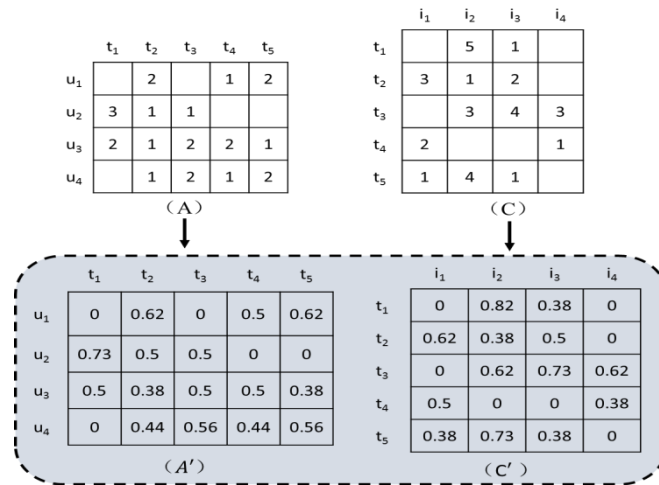 t₁ t₂ t₃ t₄ t₅
u₁ 2 1 2
u₂ 3 1 1
u₃ 2 1 2 2 1
u₄ 1 2 1 2
(A)
i₁ i₂ i₃ i₄
t₁ 5 1
t₂ 3 1 2
t₃ 3 4 3
t₄ 2 1
t₅ 1 4 1
(C)
t₁ t₂ t₃ t₄ t₅
u₁ 0 0.62 0 0.5 0.62
u₂ 0.73 0.5 0.5 0 0
u₃ 0.5 0.38 0.5 0.5 0.38
u₄ 0 0.44 0.56 0.44 0.56
(A′)
i₁ i₂ i₃ i₄
t₁ 0 0.82 0.38 0
t₂ 0.62 0.38 0.5 0
t₃ 0 0.62 0.73 0.62
t₄ 0.5 0 0 0.38
t₅ 0.38 0.73 0.38 0
(C′)